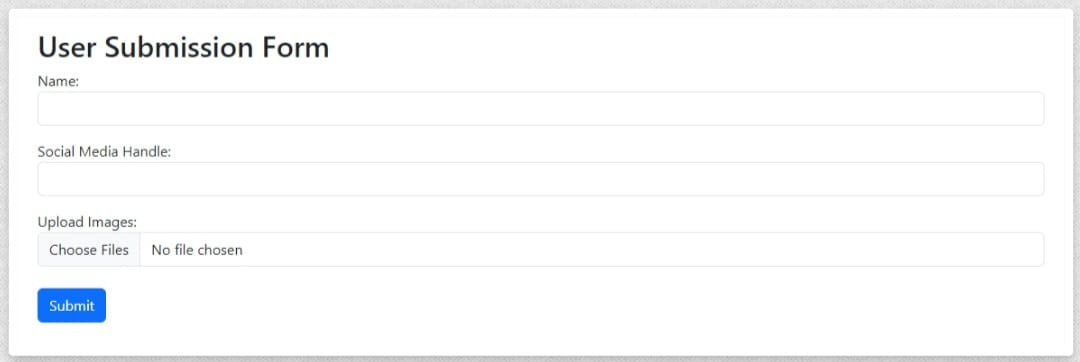 User Submission Form
Name:
Social Media Handle:
Upload Images:
Choose Files No file chosen
Submit